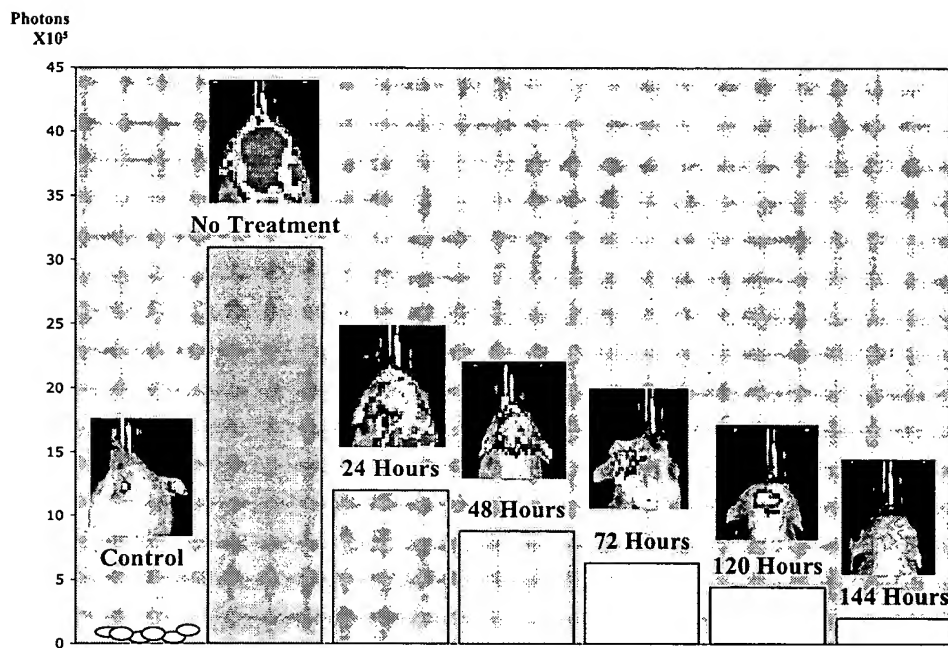 Photons
X10⁵
45
40
35
30
25
20
15
10
5
0
No Treatment
24 Hours
48 Hours
Control
72 Hours
120 Hours
144 Hours